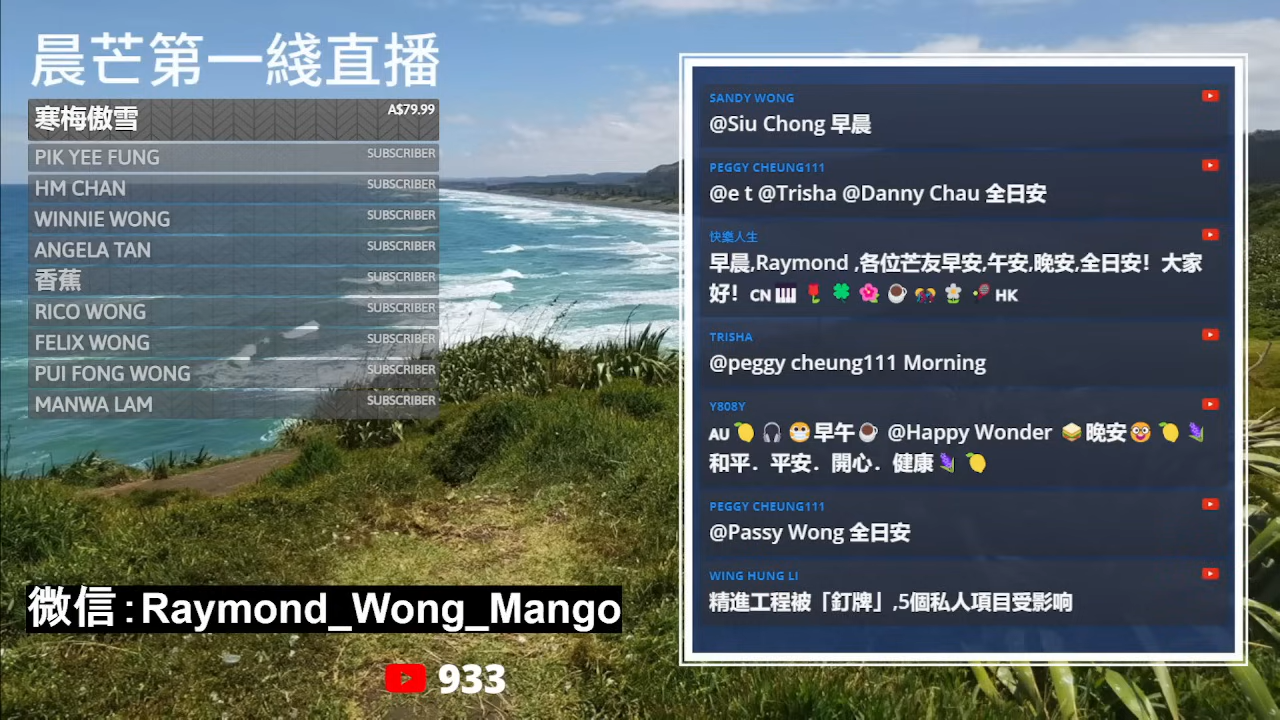 晨芒第一綫直播
寒梅傲雪 A$79.99
PIK YEE FUNG SUBSCRIBER
HM CHAN SUBSCRIBER
WINNIE WONG SUBSCRIBER
ANGELA TAN SUBSCRIBER
香蕉 SUBSCRIBER
RICO WONG SUBSCRIBER
FELIX WONG SUBSCRIBER
PUI FONG WONG SUBSCRIBER
MANWA LAM SUBSCRIBER
微信:Raymond_Wong_Mango
933
SANDY WONG
@Siu Chong 早晨
PEGGY CHEUNG111
@e t @Trisha @Danny Chau 全日安
快樂人生
早晨,Raymond ,各位芒友早安,午安,晚安,全日安！大家
好！CN🎹🌹🍀🌺☕🎊🌼🥀HK
TRISHA
@peggy cheung111 Morning
Y808Y
AU🍋🎧😷早午☕ @Happy Wonder 🥪晚安🤡🍋🪻
和平．平安．開心．健康🪻🍋
PEGGY CHEUNG111
@Passy Wong 全日安
WING HUNG LI
精進工程被「釘牌」,5個私人項目受影响